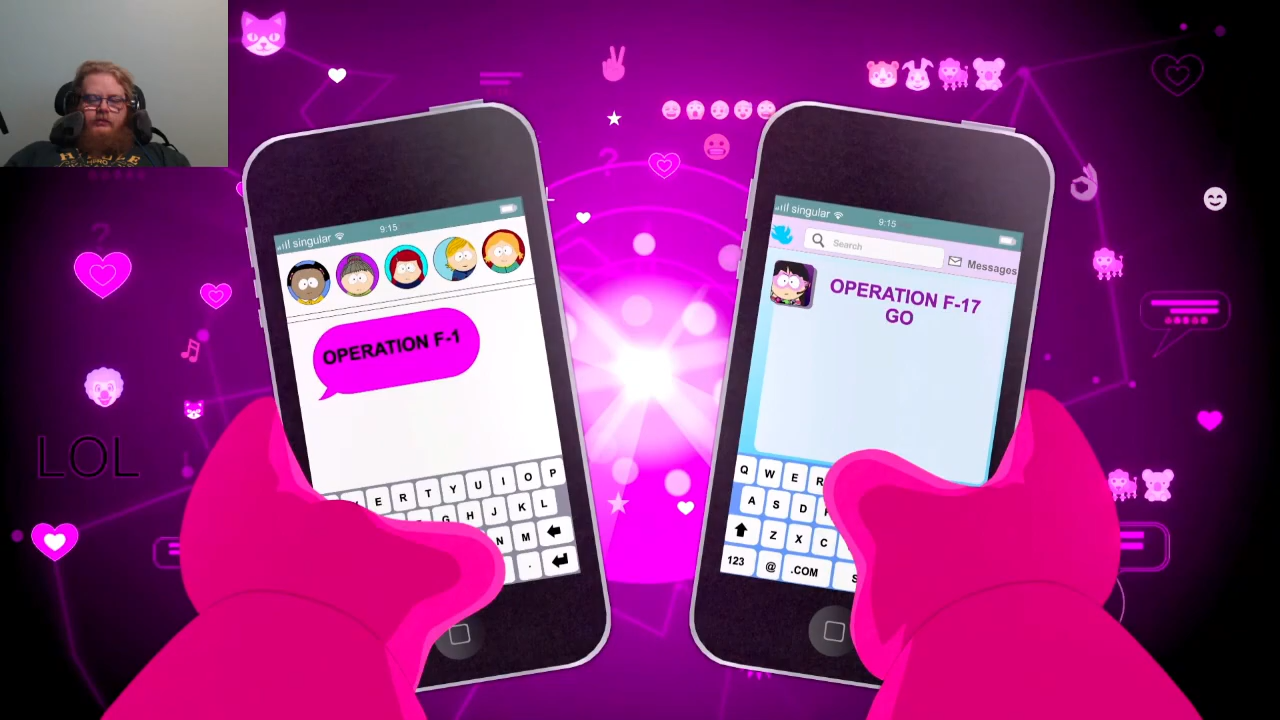 singular
9:15
OPERATION F-1
E R T Y U I O P
G H J K L
N M
.
singular
9:15
Search
Messages
OPERATION F-17
GO
Q W E R
A S D
Z X C
123 @ .COM
LOL